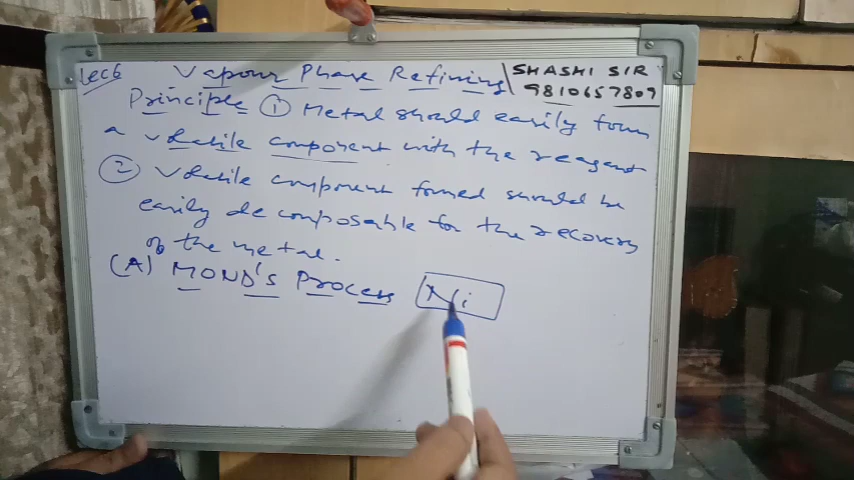 Lec6 Vapour Phase Refining
SHASHI SIR
9810657809
Principle ① Metal should easily form
a volatile component with the reagent
② Volatile component formed should be
easily decomposable for the recovery
of the metal.
(A) MOND's Process Ni